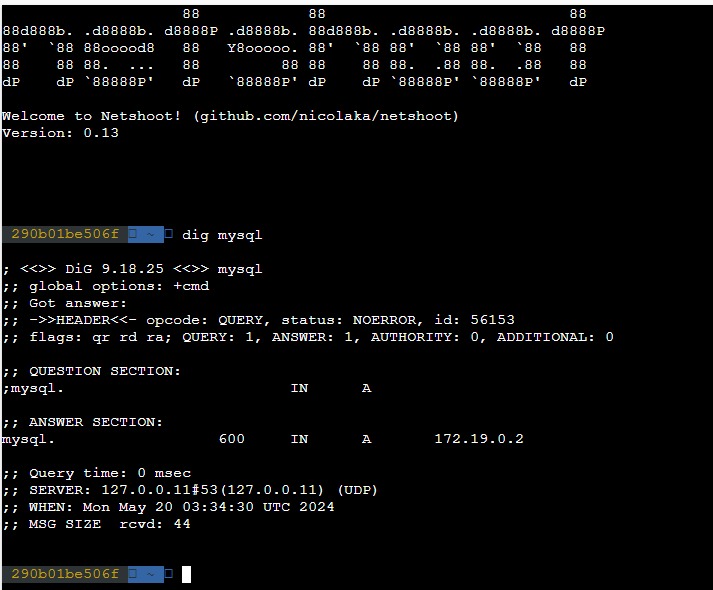 88            88                           88
88d888b. .d8888b. d8888P .d8888b. 88d888b. .d8888b. .d8888b. d8888P
88'  `88 88ooood8   88   Y8ooooo. 88'  `88 88'  `88 88'  `88   88
88    88 88.  ...   88         88 88    88 88.  .88 88.  .88   88
dP    dP `88888P'   dP   `88888P' dP    dP `88888P' `88888P'   dP
Welcome to Netshoot! (github.com/nicolaka/netshoot)
Version: 0.13
290b01be506f ~ dig mysql
; <<>> DiG 9.18.25 <<>> mysql
;; global options: +cmd
;; Got answer:
;; ->>HEADER<<- opcode: QUERY, status: NOERROR, id: 56153
;; flags: qr rd ra; QUERY: 1, ANSWER: 1, AUTHORITY: 0, ADDITIONAL: 0
;; QUESTION SECTION:
;mysql. IN A
;; ANSWER SECTION:
mysql. 600 IN A 172.19.0.2
;; Query time: 0 msec
;; SERVER: 127.0.0.11#53(127.0.0.11) (UDP)
;; WHEN: Mon May 20 03:34:30 UTC 2024
;; MSG SIZE  rcvd: 44
290b01be506f ~